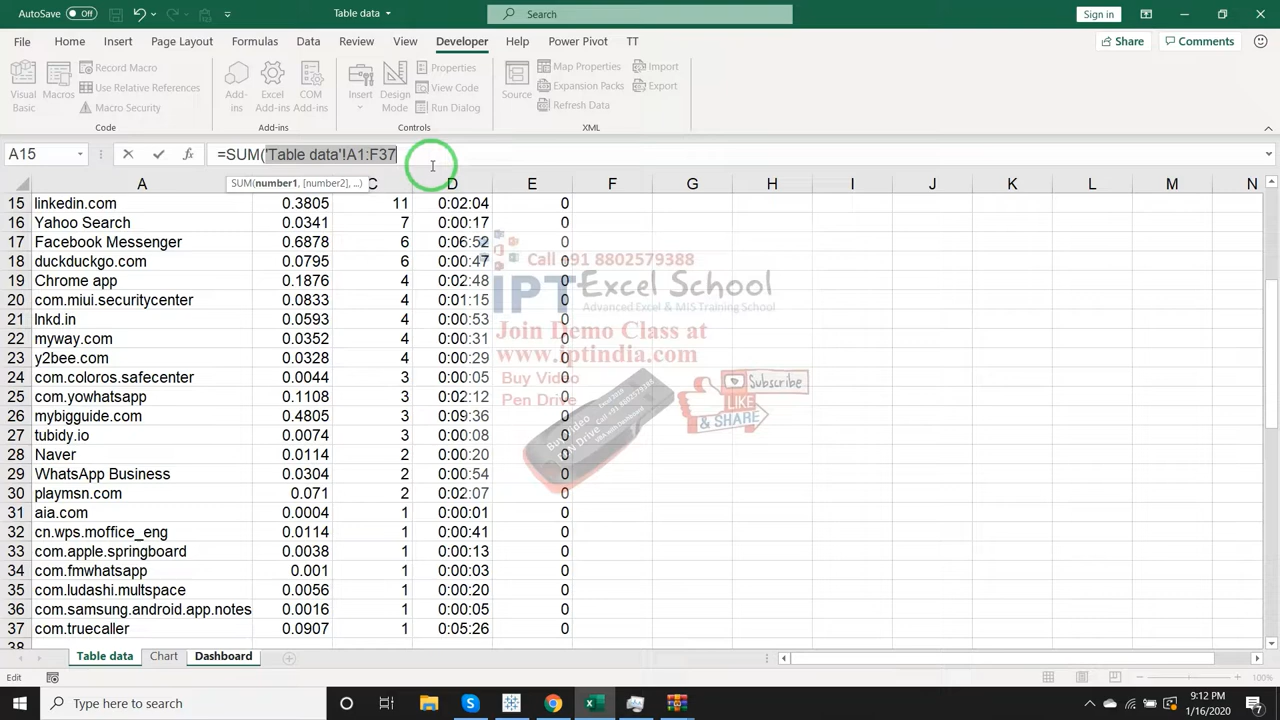 AutoSave Off Table data Search Sign in
File Home Insert Page Layout Formulas Data Review View Developer Help Power Pivot TT Share Comments
Visual Basic Macros Record Macro Use Relative References Macro Security Code
Add-ins Excel Add-ins COM Add-ins Add-ins
Insert Design Mode Properties View Code Run Dialog Controls
Source Map Properties Expansion Packs Refresh Data Import Export XML
A15 fx =SUM('Table data'!A1:F37
SUM(number1, [number2], ...)
A C D E F G H I J K L M N
15 linkedin.com 0.3805 11 0:02:04 0
16 Yahoo Search 0.0341 7 0:00:17 0
17 Facebook Messenger 0.6878 6 0:06:52 0
18 duckduckgo.com 0.0795 6 0:00:47 0
19 Chrome app 0.1876 4 0:02:48 0
20 com.miui.securitycenter 0.0833 4 0:01:15 0
21 lnkd.in 0.0593 4 0:00:53 0
22 myway.com 0.0352 4 0:00:31 0
23 y2bee.com 0.0328 4 0:00:29 0
24 com.coloros.safecenter 0.0044 3 0:00:05 0
25 com.yowhatsapp 0.1108 3 0:02:12 0
26 mybigguide.com 0.4805 3 0:09:36 0
27 tubidy.io 0.0074 3 0:00:08 0
28 Naver 0.0114 2 0:00:20 0
29 WhatsApp Business 0.0304 2 0:00:54 0
30 playmsn.com 0.071 2 0:02:07 0
31 aia.com 0.0004 1 0:00:01 0
32 cn.wps.moffice_eng 0.0114 1 0:00:41 0
33 com.apple.springboard 0.0038 1 0:00:13 0
34 com.fmwhatsapp 0.001 1 0:00:03 0
35 com.ludashi.multspace 0.0056 1 0:00:20 0
36 com.samsung.android.app.notes 0.0016 1 0:00:05 0
37 com.truecaller 0.0907 1 0:05:26 0
38
Call +91 8802579388
IPT Excel School
Advanced Excel & MIS Training School
Join Demo Class at
www.iptindia.com
Buy Video
Pen Drive
Subscribe
LIKE
& SHARE
Buy Video
Pen Drive
Call +91 8802579388
Table data Chart Dashboard
Edit 100%
Type here to search
9:12 PM
1/16/2020